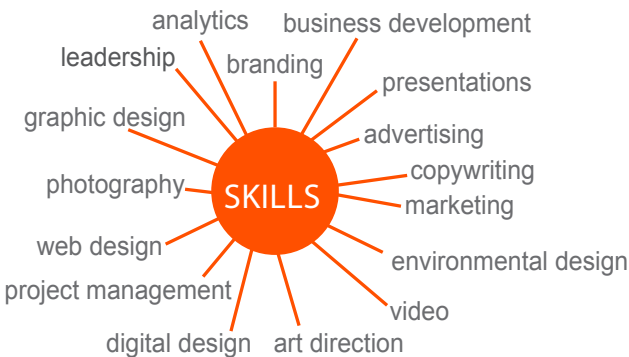 analytics
business development
leadership
branding
presentations
graphic design
advertising
copywriting
photography
SKILLS
marketing
web design
environmental design
project management
video
digital design
art direction